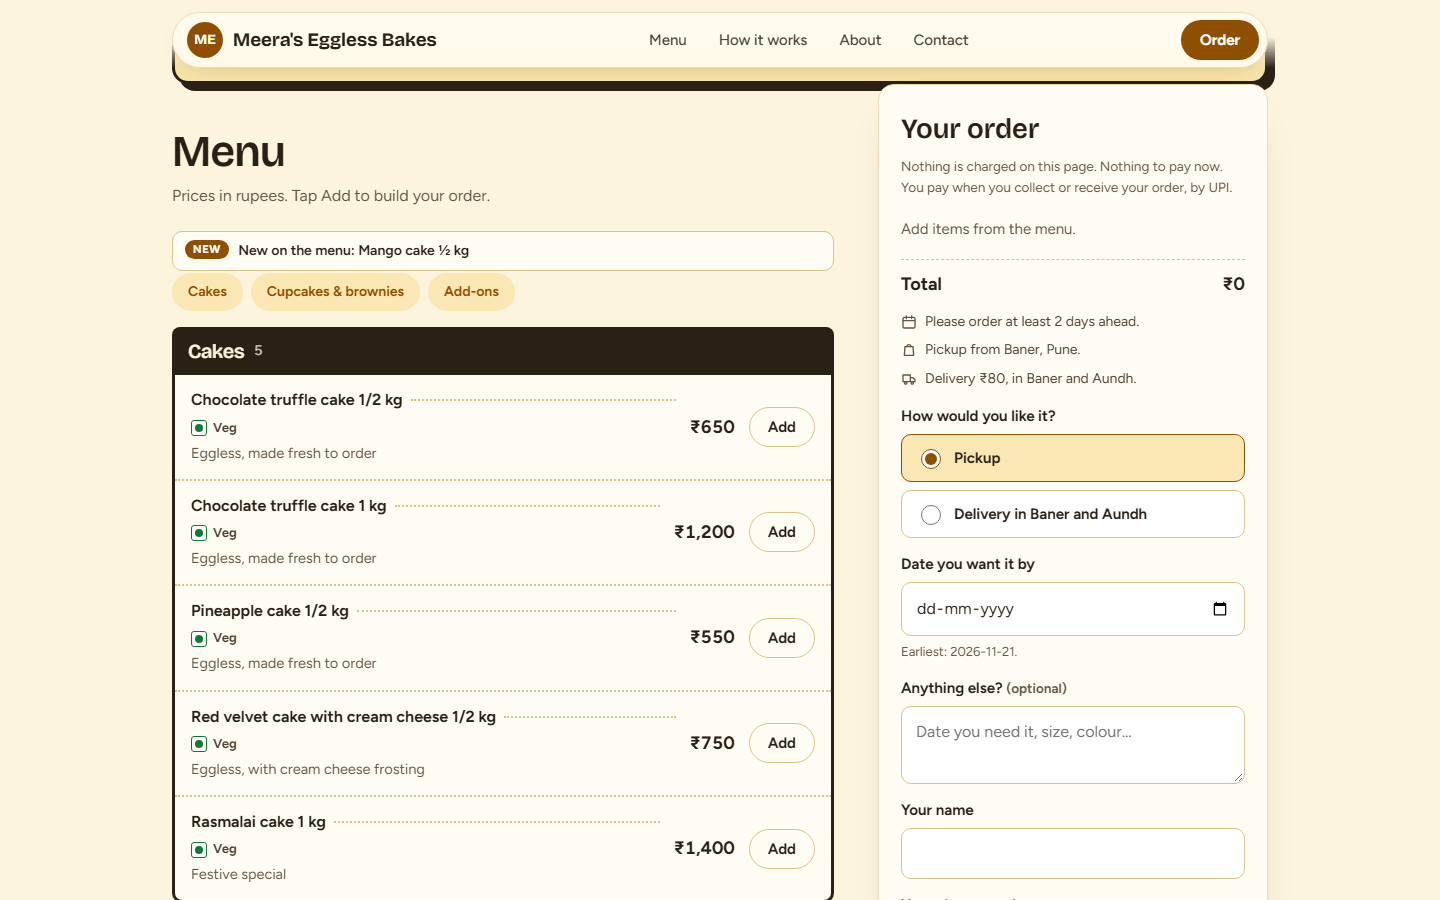 ME Meera's Eggless Bakes Menu How it works About Contact Order
Menu
Prices in rupees. Tap Add to build your order.
NEW New on the menu: Mango cake ½ kg
Cakes Cupcakes & brownies Add-ons
Cakes 5
Chocolate truffle cake 1/2 kg
Veg
Eggless, made fresh to order
₹650 Add
Chocolate truffle cake 1 kg
Veg
Eggless, made fresh to order
₹1,200 Add
Pineapple cake 1/2 kg
Veg
Eggless, made fresh to order
₹550 Add
Red velvet cake with cream cheese 1/2 kg
Veg
Eggless, with cream cheese frosting
₹750 Add
Rasmalai cake 1 kg
Veg
Festive special
₹1,400 Add
Your order
Nothing is charged on this page. Nothing to pay now.
You pay when you collect or receive your order, by UPI.
Add items from the menu.
Total ₹0
Please order at least 2 days ahead.
Pickup from Baner, Pune.
Delivery ₹80, in Baner and Aundh.
How would you like it?
Pickup
Delivery in Baner and Aundh
Date you want it by
dd-mm-yyyy
Earliest: 2026-11-21.
Anything else? (optional)
Date you need it, size, colour...
Your name